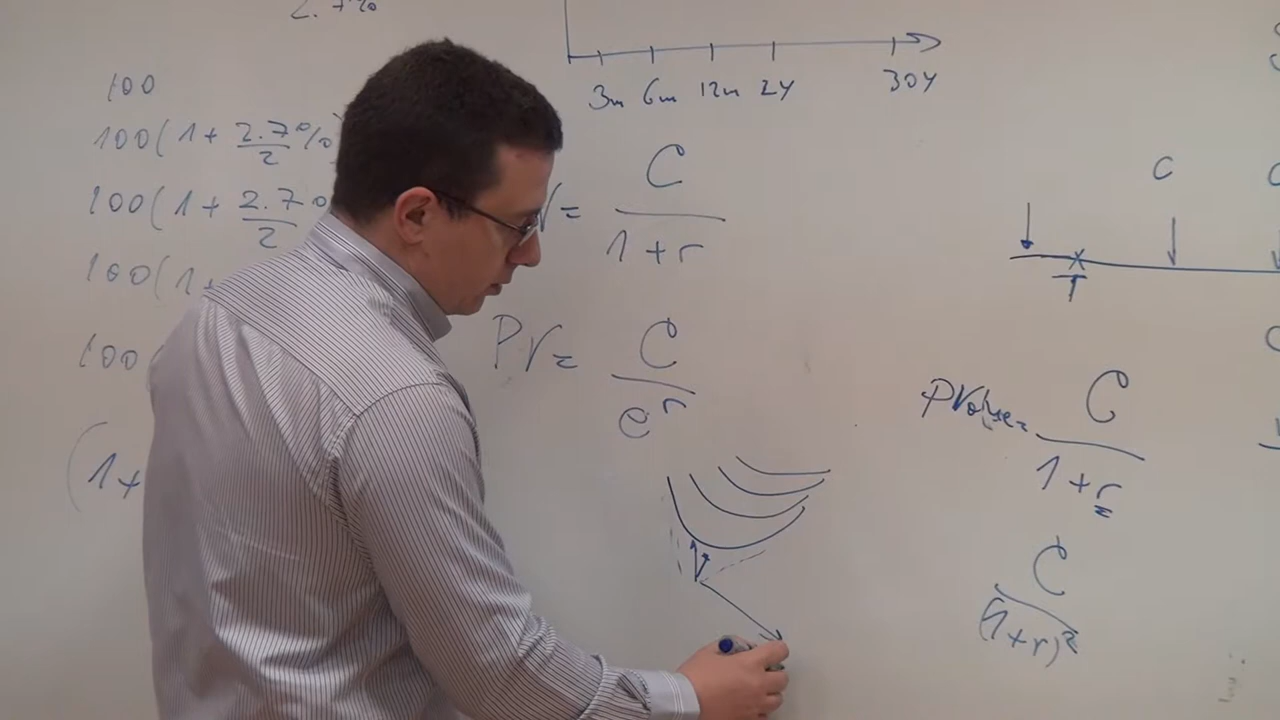 2.7%
100
100(1+ 2.7%/2)
100(1+ 2.7%/2
100(1+
100(
(1+
3m 6m 12m 2Y 30Y
V= C/1+r
PV= C/e^r
C
T
PValue= C/1+r
C/(1+r)^2